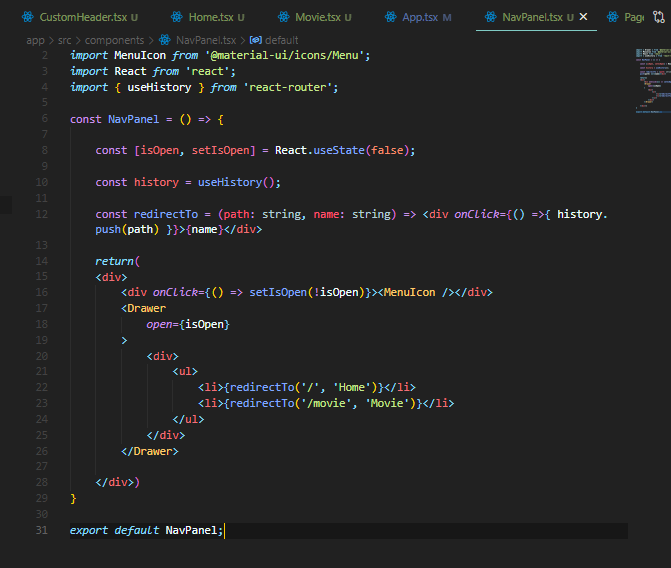 CustomHeader.tsx U
Home.tsx U
Movie.tsx U
App.tsx M
NavPanel.tsx U
Page
app > src > components > NavPanel.tsx > default
2 import MenuIcon from '@material-ui/icons/Menu';
3 import React from 'react';
4 import { useHistory } from 'react-router';
5
6 const NavPanel = () => {
7
8 const [isOpen, setIsOpen] = React.useState(false);
9
10 const history = useHistory();
11
12 const redirectTo = (path: string, name: string) => <div onClick={() =>{ history.
push(path) }}>{name}</div>
13
14 return(
15 <div>
16 <div onClick={() => setIsOpen(!isOpen)}><MenuIcon /></div>
17 <Drawer
18 open={isOpen}
19 >
20 <div>
21 <ul>
22 <li>{redirectTo('/', 'Home')}</li>
23 <li>{redirectTo('/movie', 'Movie')}</li>
24 </ul>
25 </div>
26 </Drawer>
27
28 </div>)
29 }
30
31 export default NavPanel;